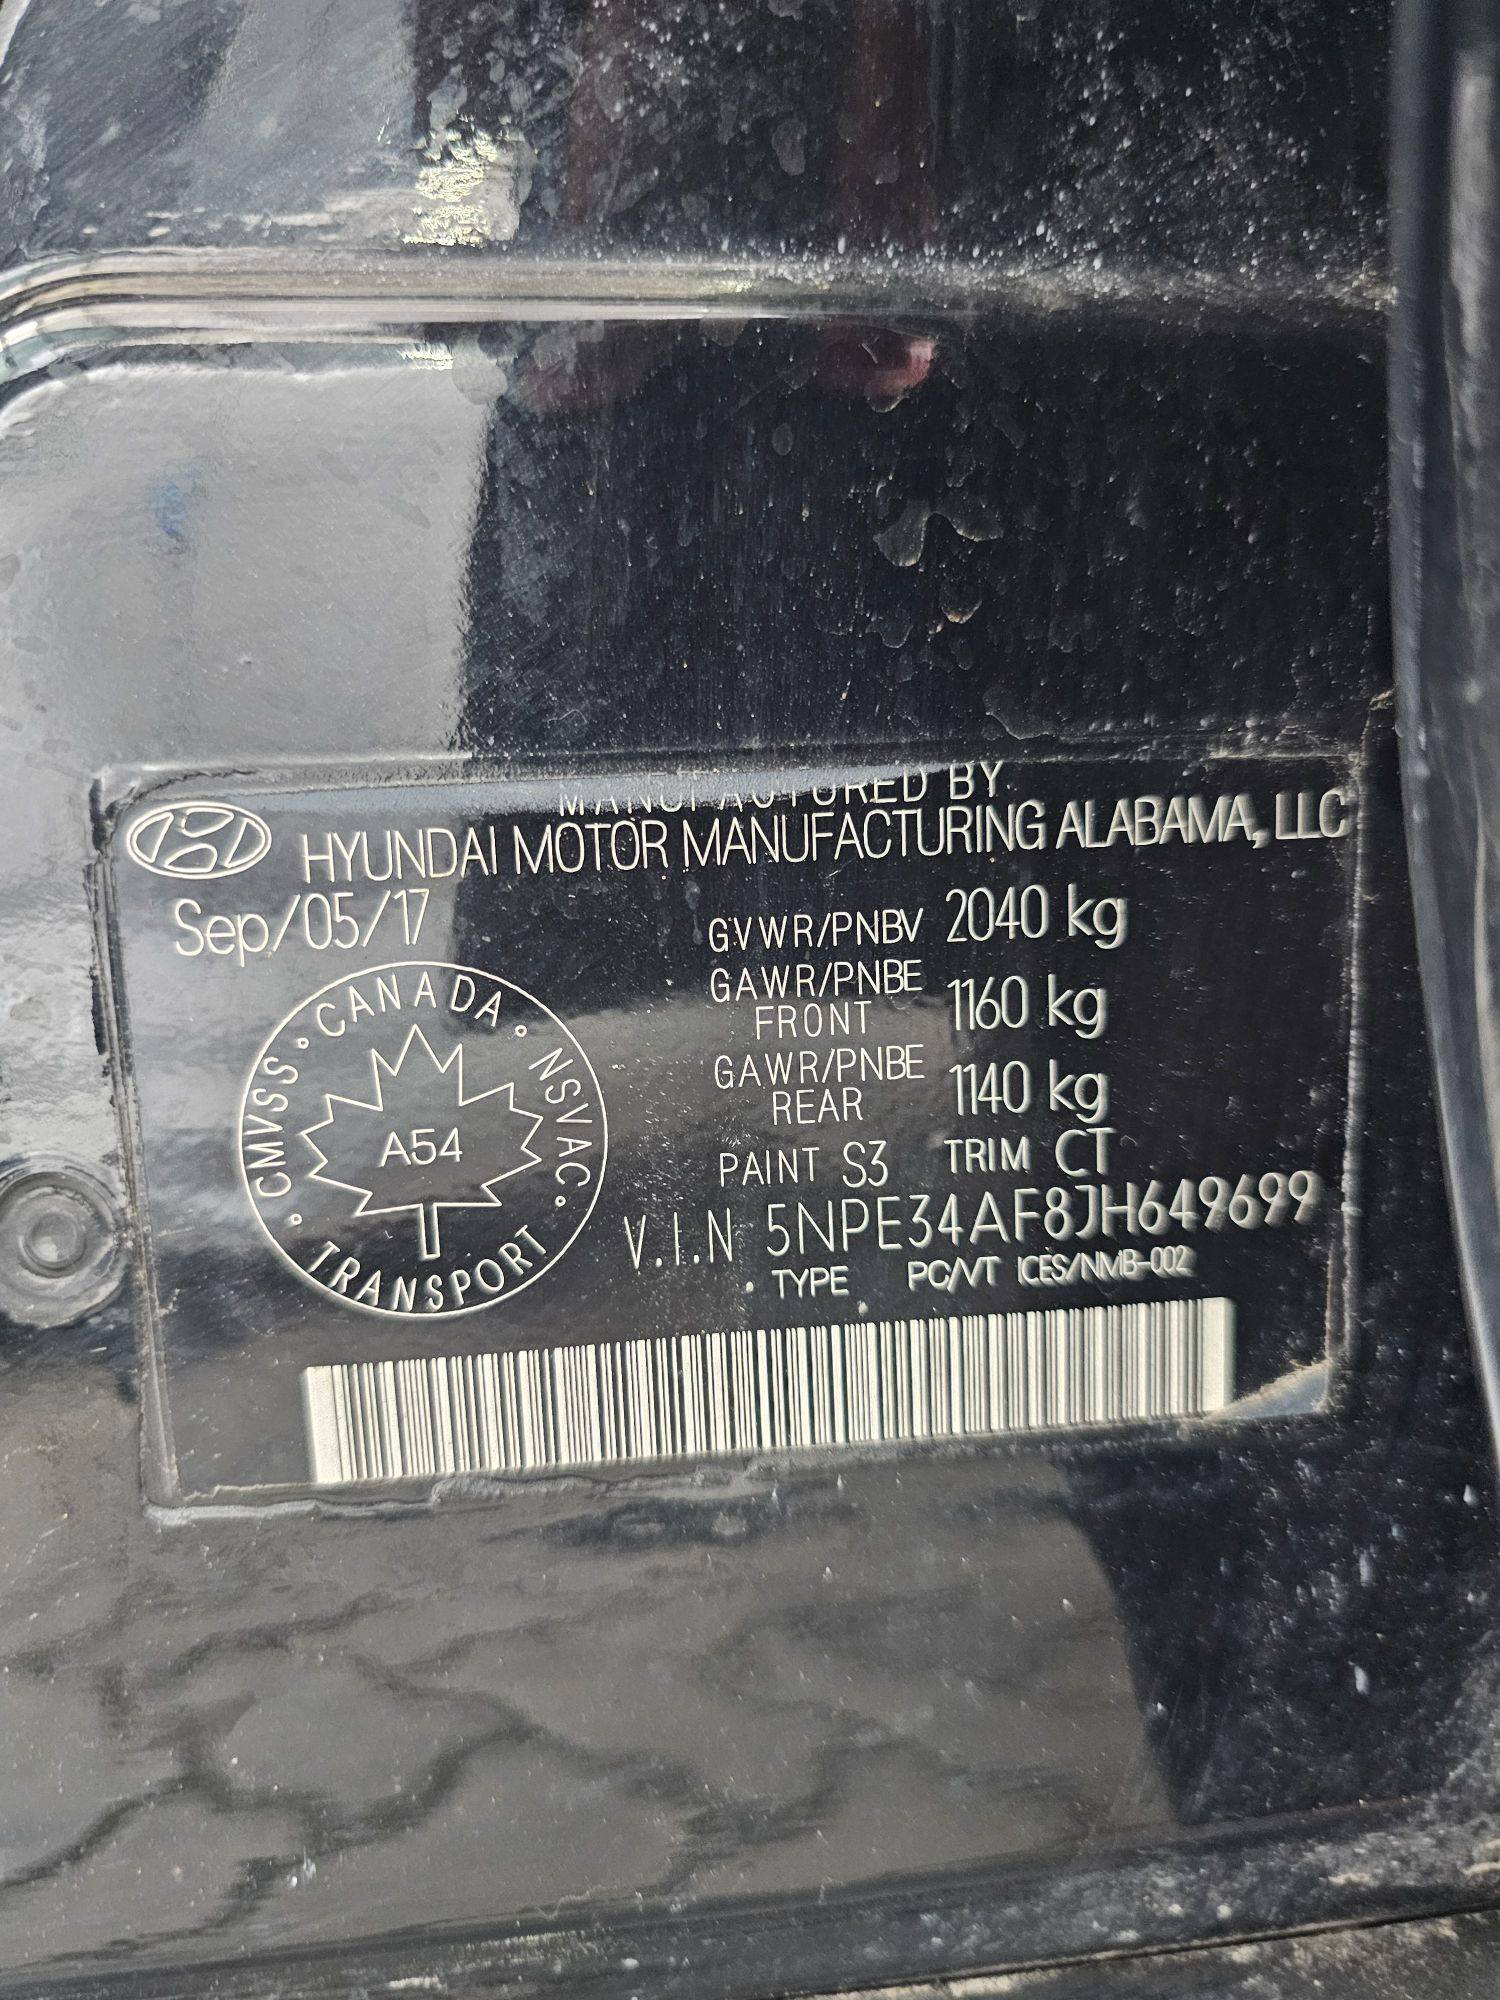 MANUFACTURED BY
HYUNDAI MOTOR MANUFACTURING ALABAMA, LLC
Sep/05/17
GVWR/PNBV 2040 kg
GAWR/PNBE FRONT 1160 kg
GAWR/PNBE REAR 1140 kg
PAINT S3 TRIM CT
V.I.N 5NPE34AF8JH649699
TYPE PC/VT ICES/NMB-002
CMVSS · CANADA · NSVAC ·
TRANSPORT
A54